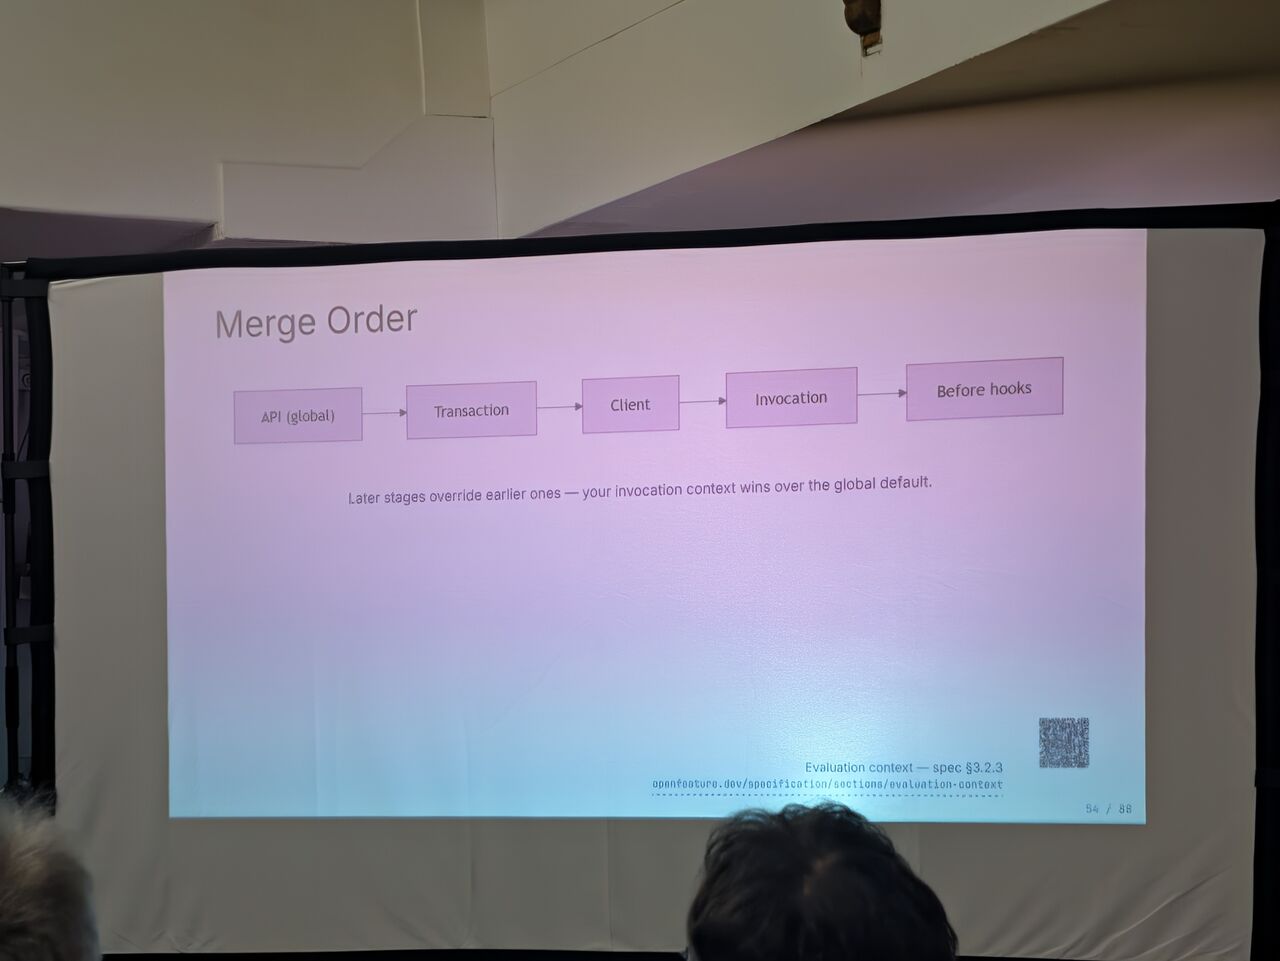 Merge Order
API (global)
Transaction
Client
Invocation
Before hooks
Later stages override earlier ones — your invocation context wins over the global default.
Evaluation context — spec §3.2.3
openfeature.dev/specification/sections/evaluation-context
54 / 88